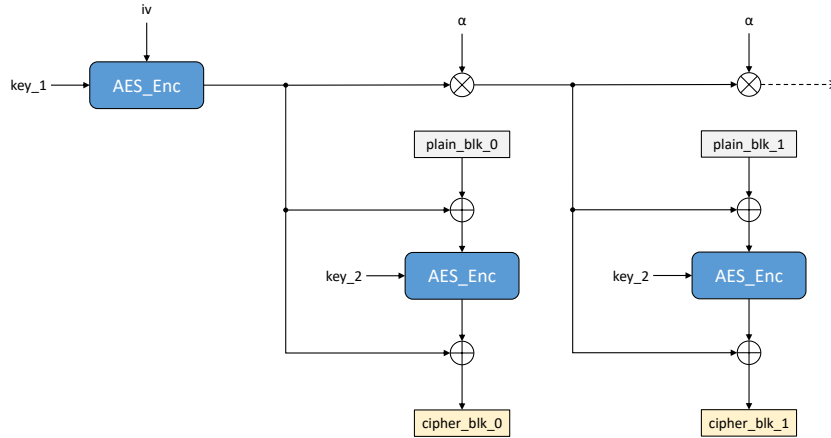 iv
α
α
key_1
AES_Enc
plain_blk_0
plain_blk_1
key_2
AES_Enc
key_2
AES_Enc
cipher_blk_0
cipher_blk_1